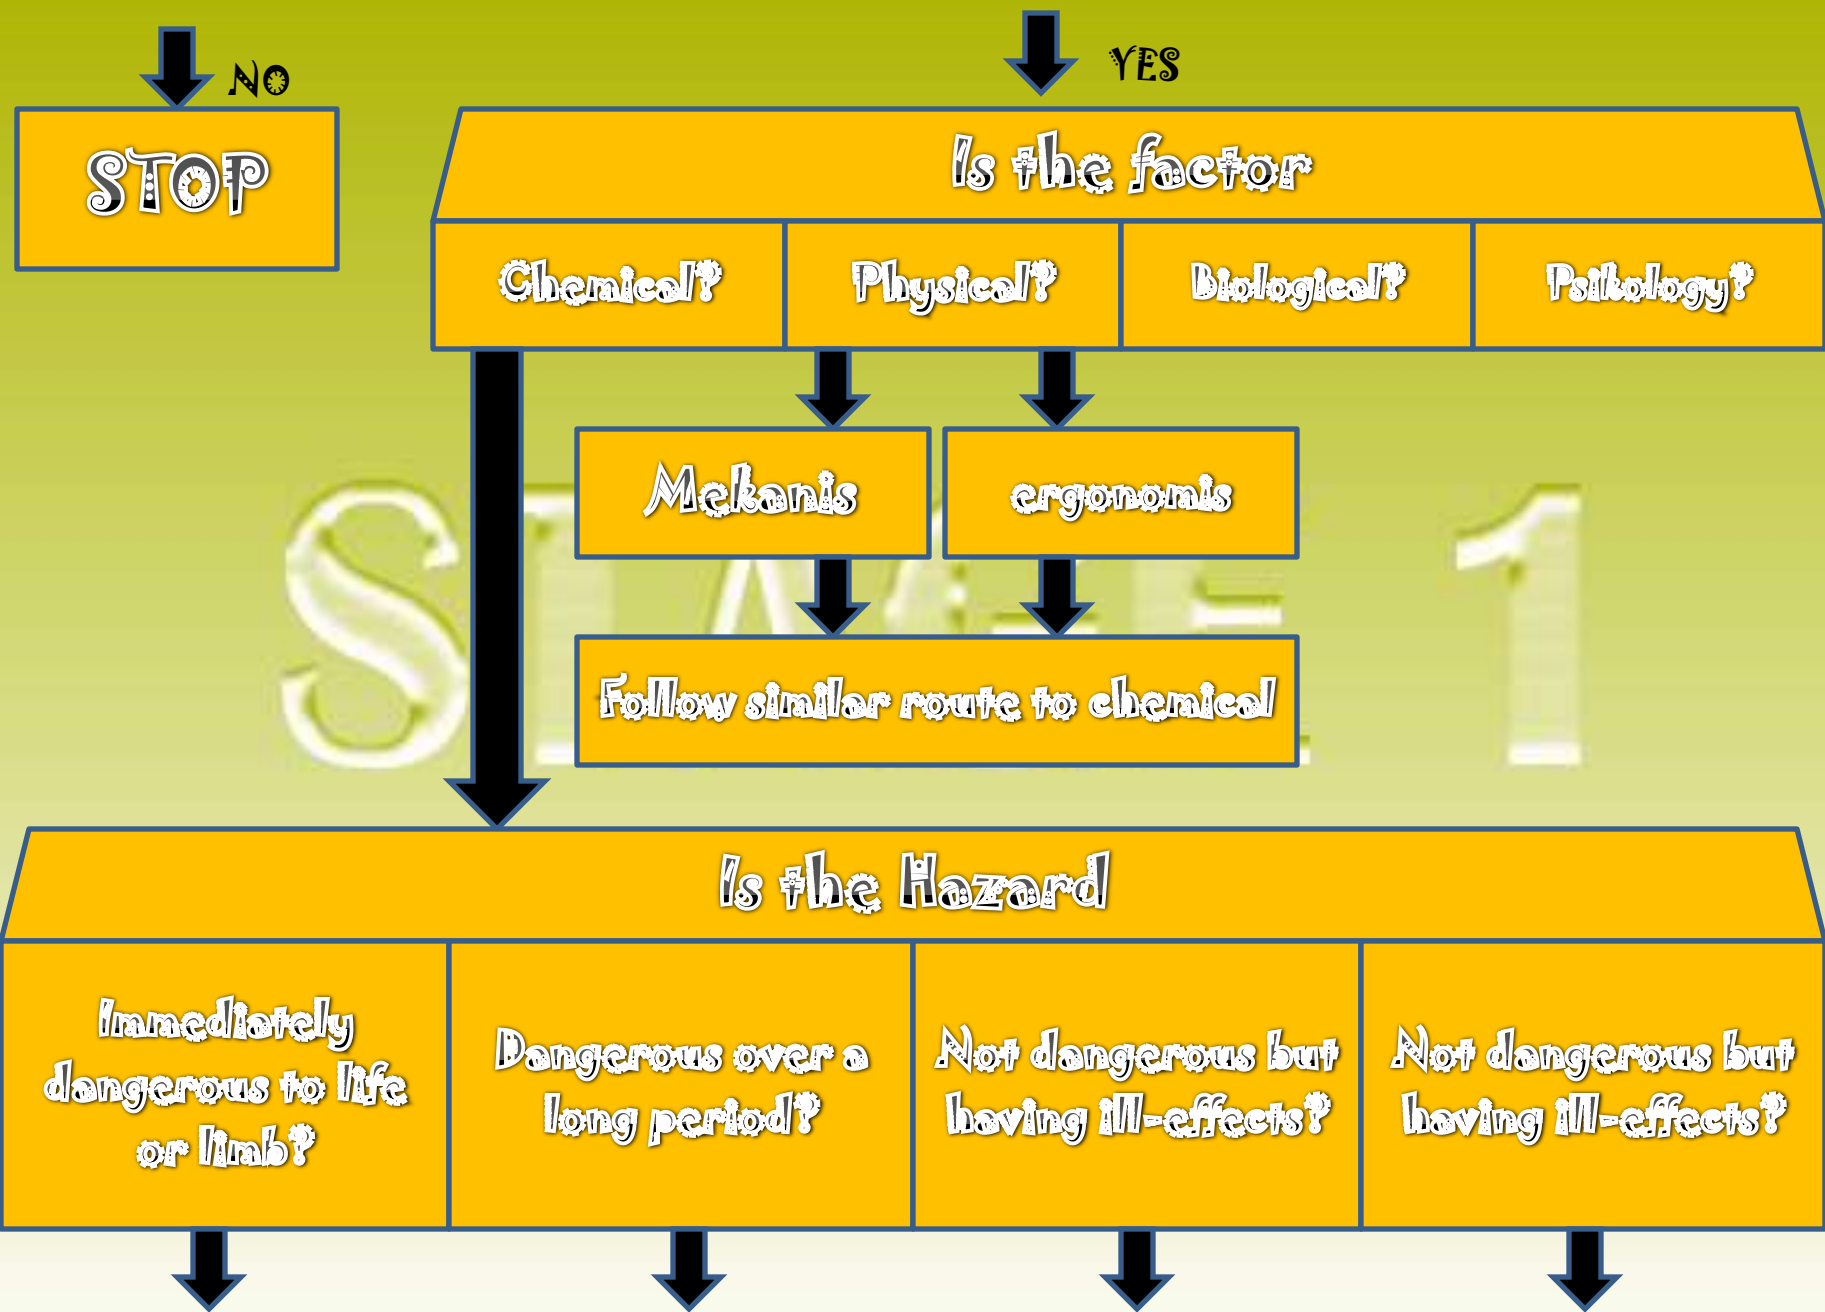 NO
YES
STOP
Is the factor
Chemical?
Physical?
Biological?
Psikology?
Mekanis
ergonomis
STAGE 1
Follow similar route to chemical
Is the Hazard
Immediately
dangerous to life
or limb?
Dangerous over a
long period?
Not dangerous but
having ill-effects?
Not dangerous but
having ill-effects?